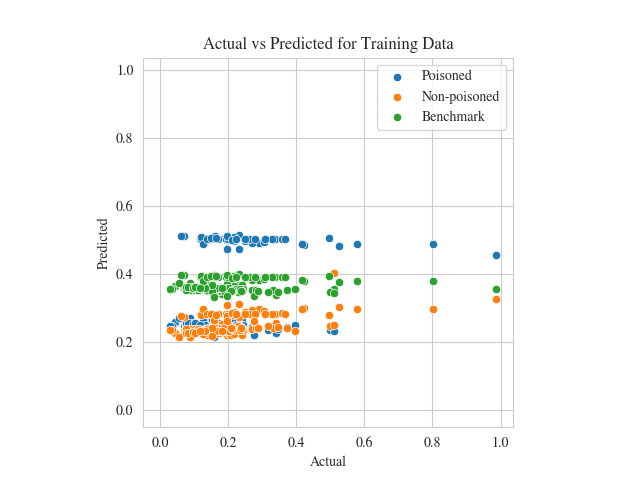 Actual vs Predicted for Training Data
Poisoned
Non-poisoned
Benchmark
1.0
0.8
0.6
0.4
0.2
0.0
Predicted
0.0 0.2 0.4 0.6 0.8 1.0
Actual